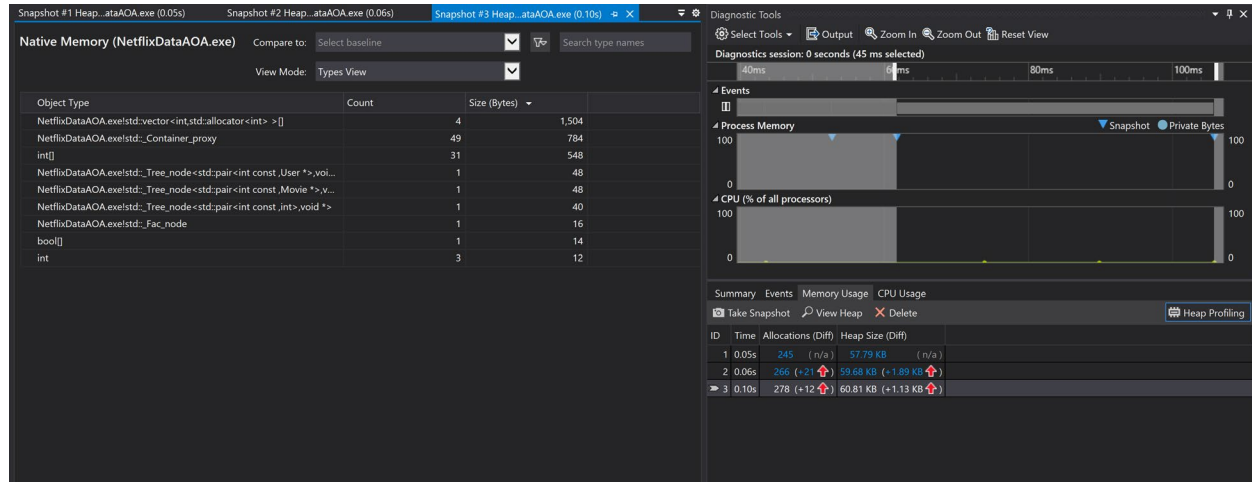 Snapshot #1 Heap...ataAOA.exe (0.05s) Snapshot #2 Heap...ataAOA.exe (0.06s) Snapshot #3 Heap...ataAOA.exe (0.10s)
Native Memory (NetflixDataAOA.exe) Compare to: Select baseline Search type names
View Mode: Types View
Object Type Count Size (Bytes)
NetflixDataAOA.exe!std::vector<int,std::allocator<int> >[] 4 1,504
NetflixDataAOA.exe!std::_Container_proxy 49 784
int[] 31 548
NetflixDataAOA.exe!std::_Tree_node<std::pair<int const ,User *>,voi... 1 48
NetflixDataAOA.exe!std::_Tree_node<std::pair<int const ,Movie *>,v... 1 48
NetflixDataAOA.exe!std::_Tree_node<std::pair<int const ,int>,void *> 1 40
NetflixDataAOA.exe!std::_Fac_node 1 16
bool[] 1 14
int 3 12
Diagnostic Tools
Select Tools Output Zoom In Zoom Out Reset View
Diagnostics session: 0 seconds (45 ms selected)
40ms 60ms 80ms 100ms
Events
Process Memory Snapshot Private Bytes
100 100
0 0
CPU (% of all processors)
100 100
0 0
Summary Events Memory Usage CPU Usage
Take Snapshot View Heap Delete Heap Profiling
ID Time Allocations (Diff) Heap Size (Diff)
1 0.05s 245 (n/a) 57.79 KB (n/a)
2 0.06s 266 (+21) 59.68 KB (+1.89 KB)
3 0.10s 278 (+12) 60.81 KB (+1.13 KB)